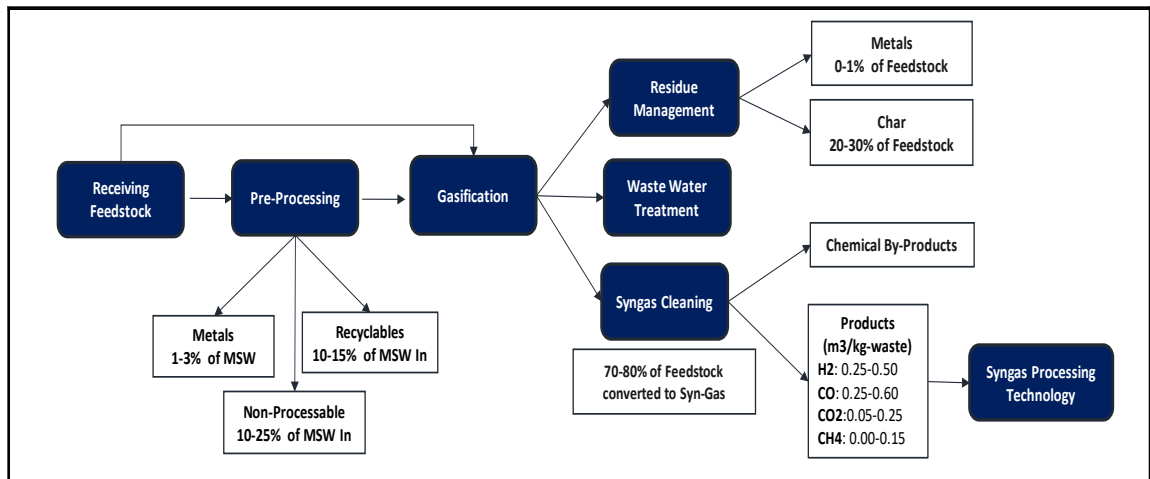 Receiving
Feedstock
Pre-Processing
Metals
1-3% of MSW
Recyclables
10-15% of MSW In
Non-Processable
10-25% of MSW In
Gasification
Residue
Management
Metals
0-1% of Feedstock
Char
20-30% of Feedstock
Waste Water
Treatment
Syngas Cleaning
70-80% of Feedstock
converted to Syn-Gas
Chemical By-Products
Products
(m3/kg-waste)
H2: 0.25-0.50
CO: 0.25-0.60
CO2:0.05-0.25
CH4: 0.00-0.15
Syngas Processing
Technology